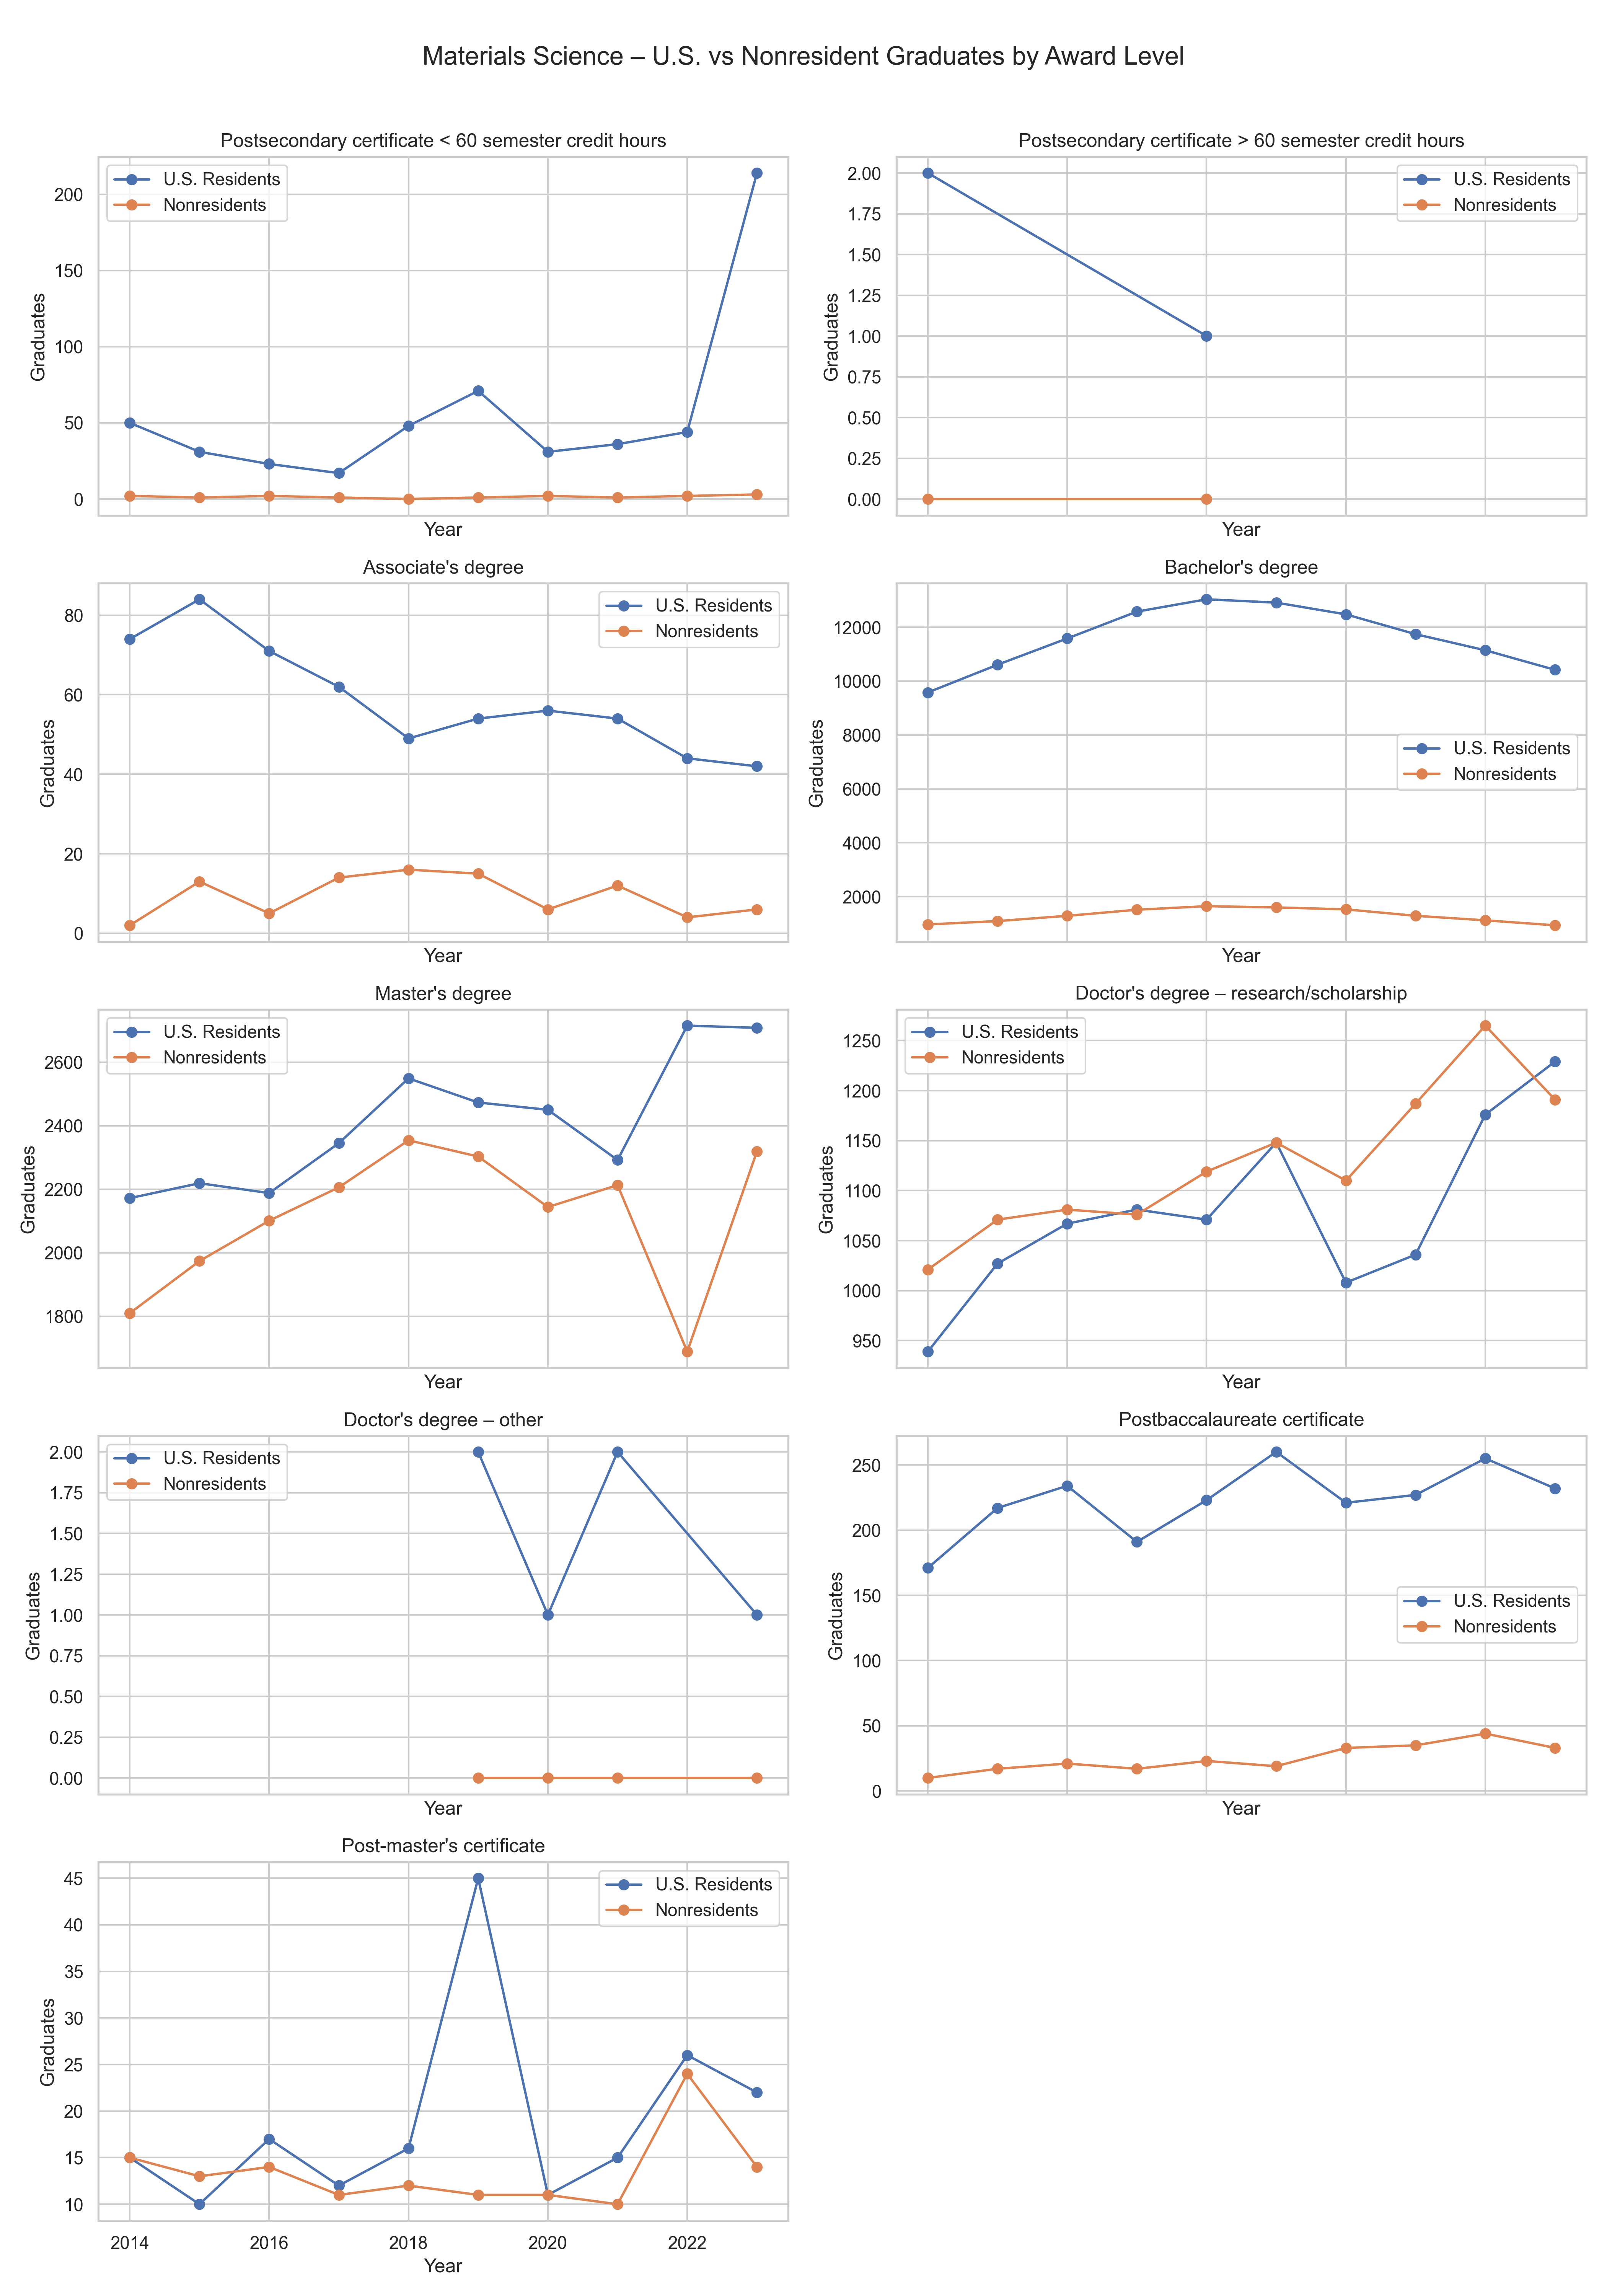 Materials Science – U.S. vs Nonresident Graduates by Award Level
Postsecondary certificate < 60 semester credit hours
U.S. Residents
Nonresidents
200
150
100
50
0
Graduates
Year
Postsecondary certificate > 60 semester credit hours
U.S. Residents
Nonresidents
2.00
1.75
1.50
1.25
1.00
0.75
0.50
0.25
0.00
Graduates
Year
Associate's degree
U.S. Residents
Nonresidents
80
60
40
20
0
Graduates
Year
Bachelor's degree
12000
10000
8000
6000
4000
2000
U.S. Residents
Nonresidents
Graduates
Year
Master's degree
U.S. Residents
Nonresidents
2600
2400
2200
2000
1800
Graduates
Year
Doctor's degree – research/scholarship
U.S. Residents
Nonresidents
1250
1200
1150
1100
1050
1000
950
Graduates
Year
Doctor's degree – other
U.S. Residents
Nonresidents
2.00
1.75
1.50
1.25
1.00
0.75
0.50
0.25
0.00
Graduates
Year
Postbaccalaureate certificate
250
200
150
100
50
0
U.S. Residents
Nonresidents
Graduates
Year
Post-master's certificate
U.S. Residents
Nonresidents
45
40
35
30
25
20
15
10
Graduates
2014 2016 2018 2020 2022
Year